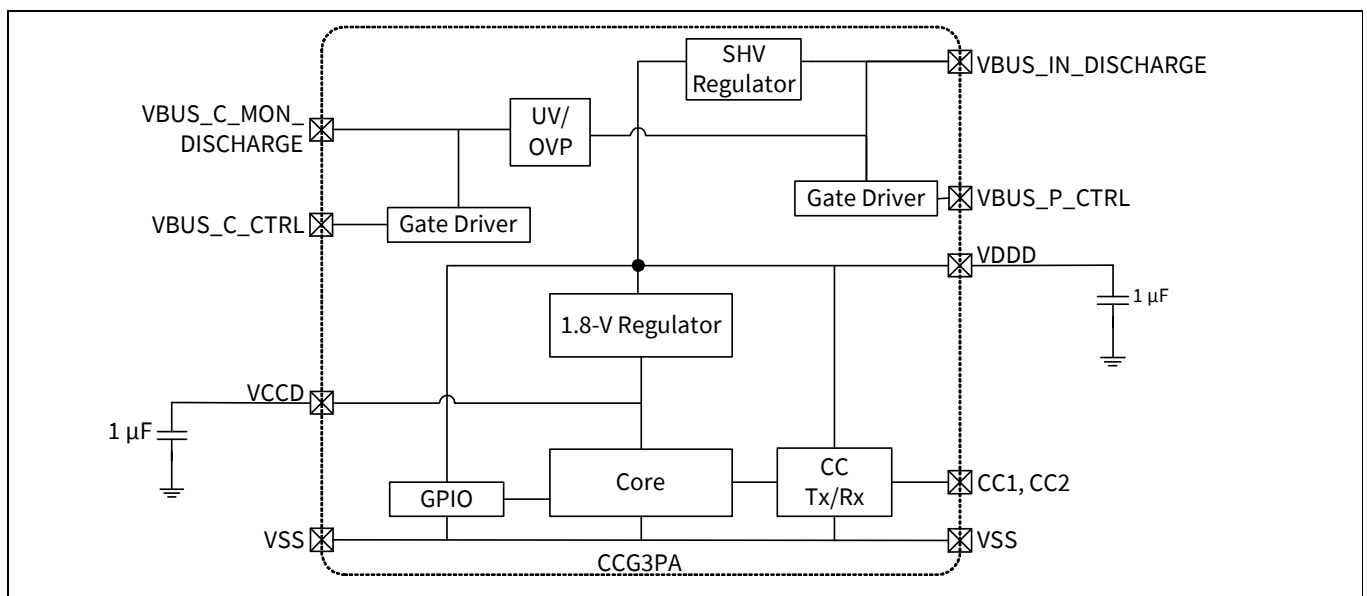 SHV
Regulator
VBUS_IN_DISCHARGE
VBUS_C_MON_
DISCHARGE
UV/
OVP
Gate Driver
VBUS_P_CTRL
VBUS_C_CTRL
Gate Driver
VDDD
1 µF
1.8-V Regulator
VCCD
1 µF
Core
CC
Tx/Rx
CC1, CC2
GPIO
VSS
VSS
CCG3PA